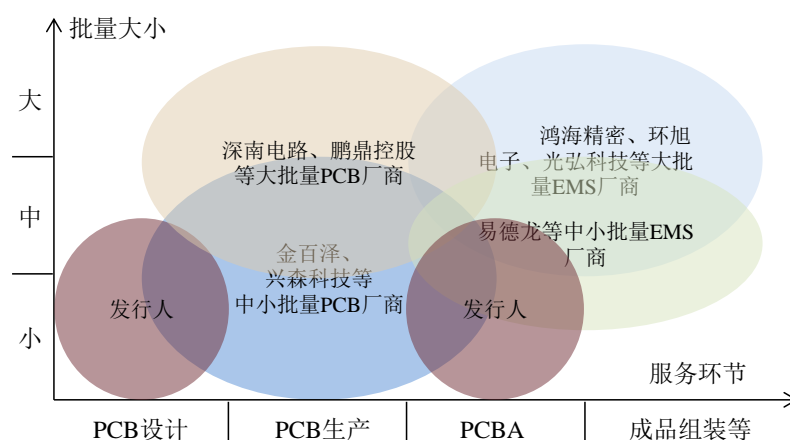 批量大小
大
中
小
深南电路、鹏鼎控股
等大批量PCB厂商
鸿海精密、环旭
电子、光弘科技等大批
量EMS厂商
易德龙等中小批量EMS
厂商
金百泽、
兴森科技等
中小批量PCB厂商
发行人
发行人
服务环节
PCB设计
PCB生产
PCBA
成品组装等